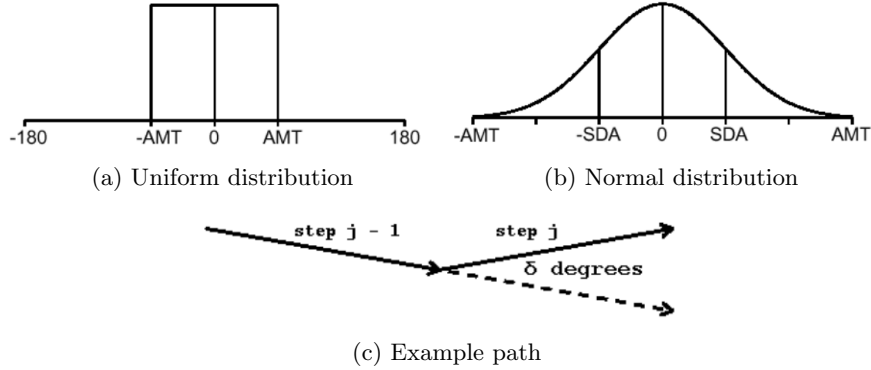 -180 -AMT 0 AMT 180
-AMT -SDA 0 SDA AMT
(a) Uniform distribution
(b) Normal distribution
step j - 1
step j
δ degrees
(c) Example path